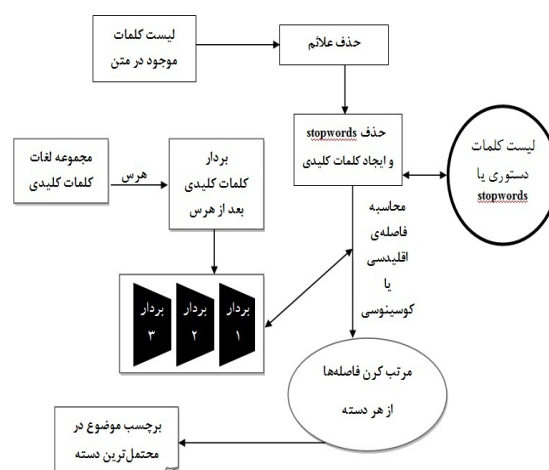 لیست کلمات
موجود در متن
حذف علائم
حذف stopwords
و ایجاد کلمات کلیدی
لیست کلمات
دستوری یا
stopwords
مجموعه لغات
کلمات کلیدی
هرس
بردار
کلمات کلیدی
بعد از هرس
محاسبه
فاصله‌ی
اقلیدسی
یا
کوسینوسی
بردار
۱
بردار
۲
بردار
۳
مرتب کرن فاصله‌ها
از هر دسته
برچسب موضوع در
محتمل‌ترین دسته